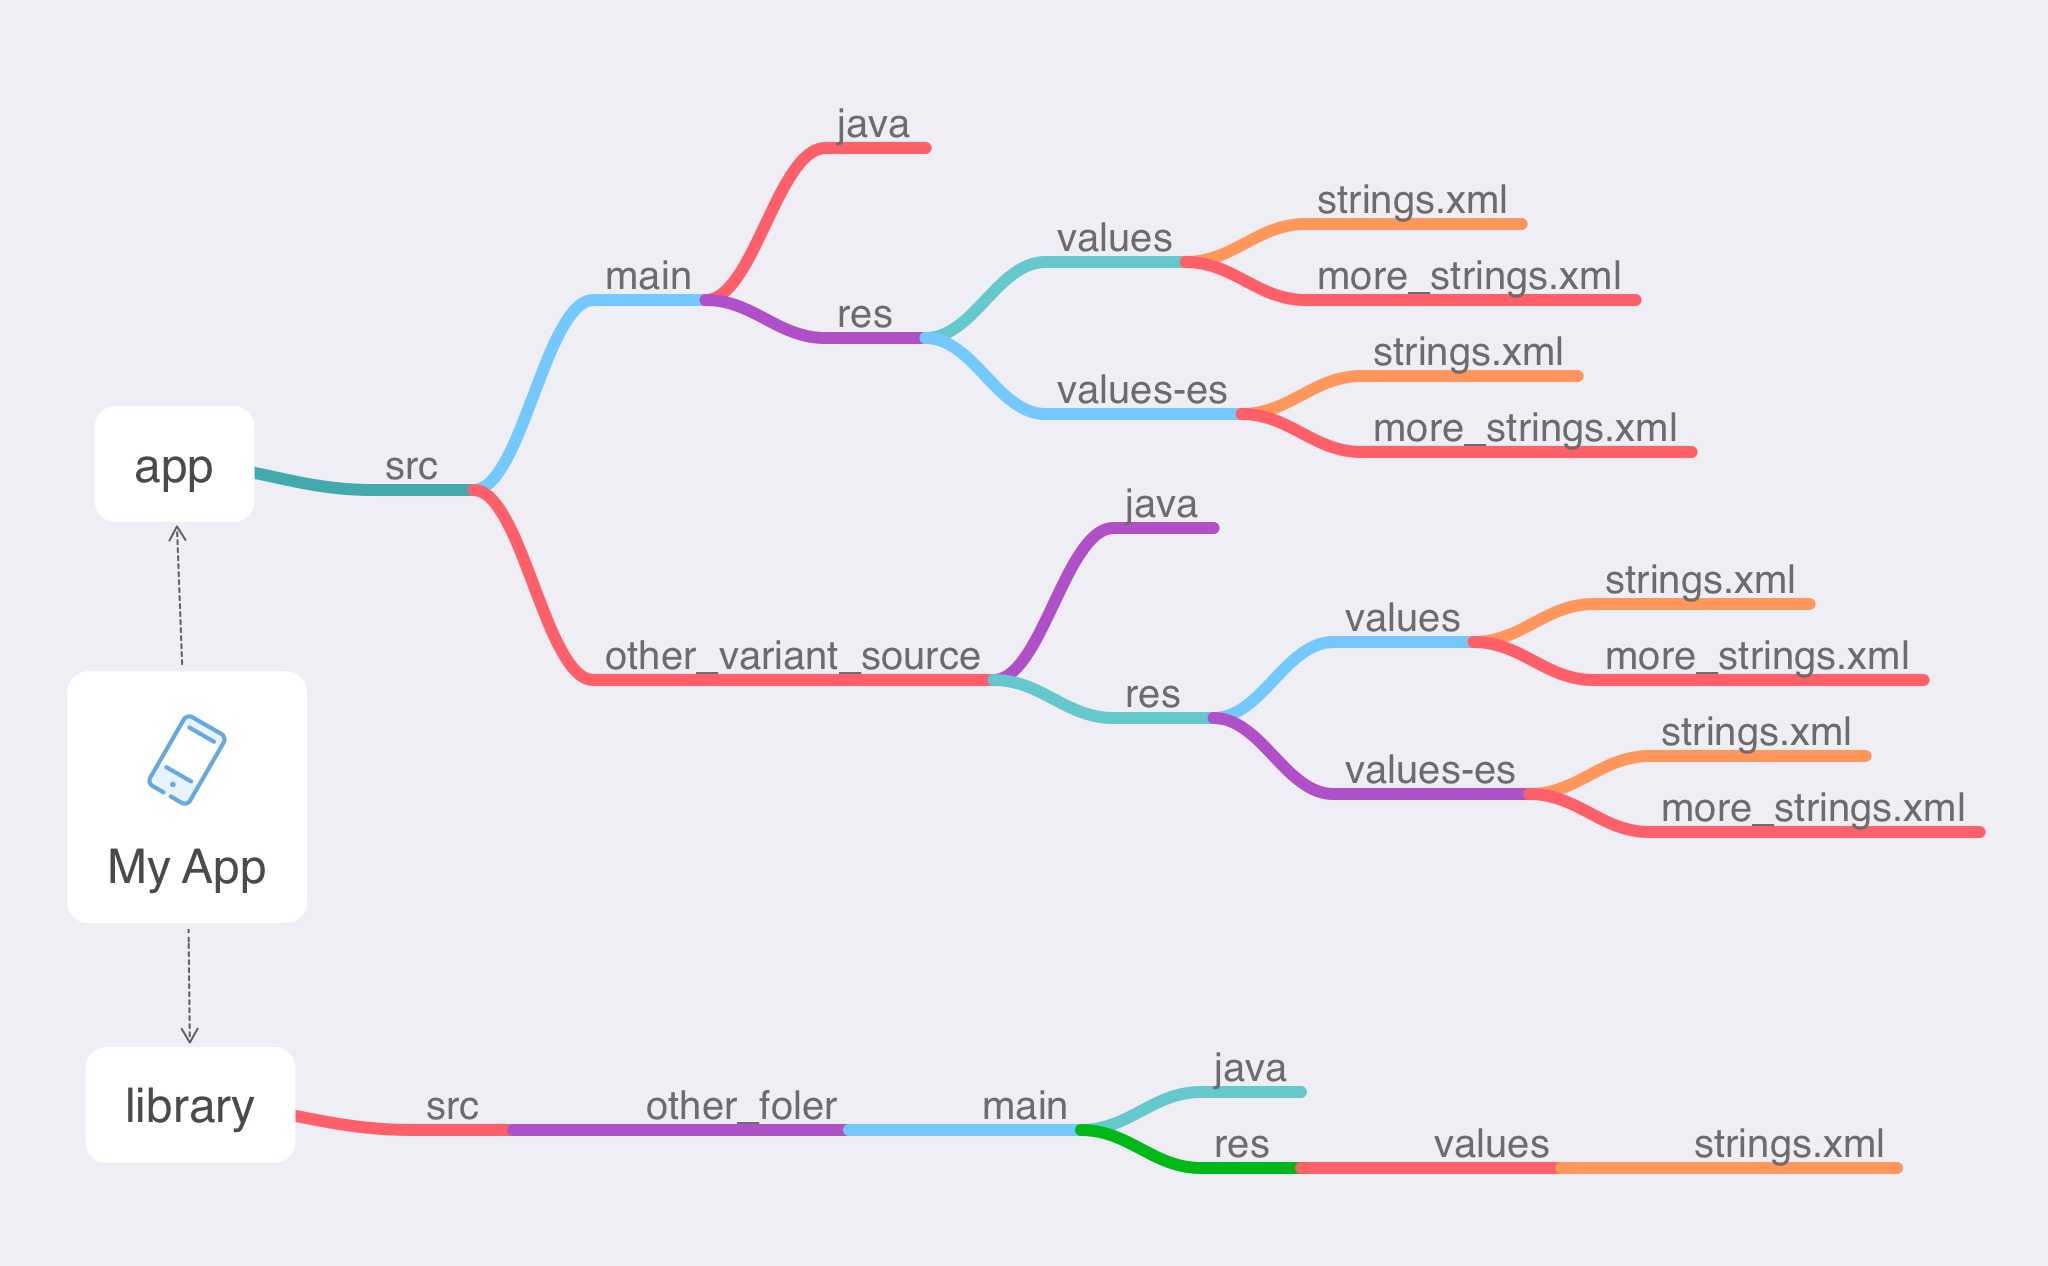 java
strings.xml
values
main
more_strings.xml
res
strings.xml
values-es
more_strings.xml
app
src
java
strings.xml
values
other_variant_source
more_strings.xml
res
strings.xml
values-es
more_strings.xml
My App
java
library
src
other_foler
main
res
values
strings.xml